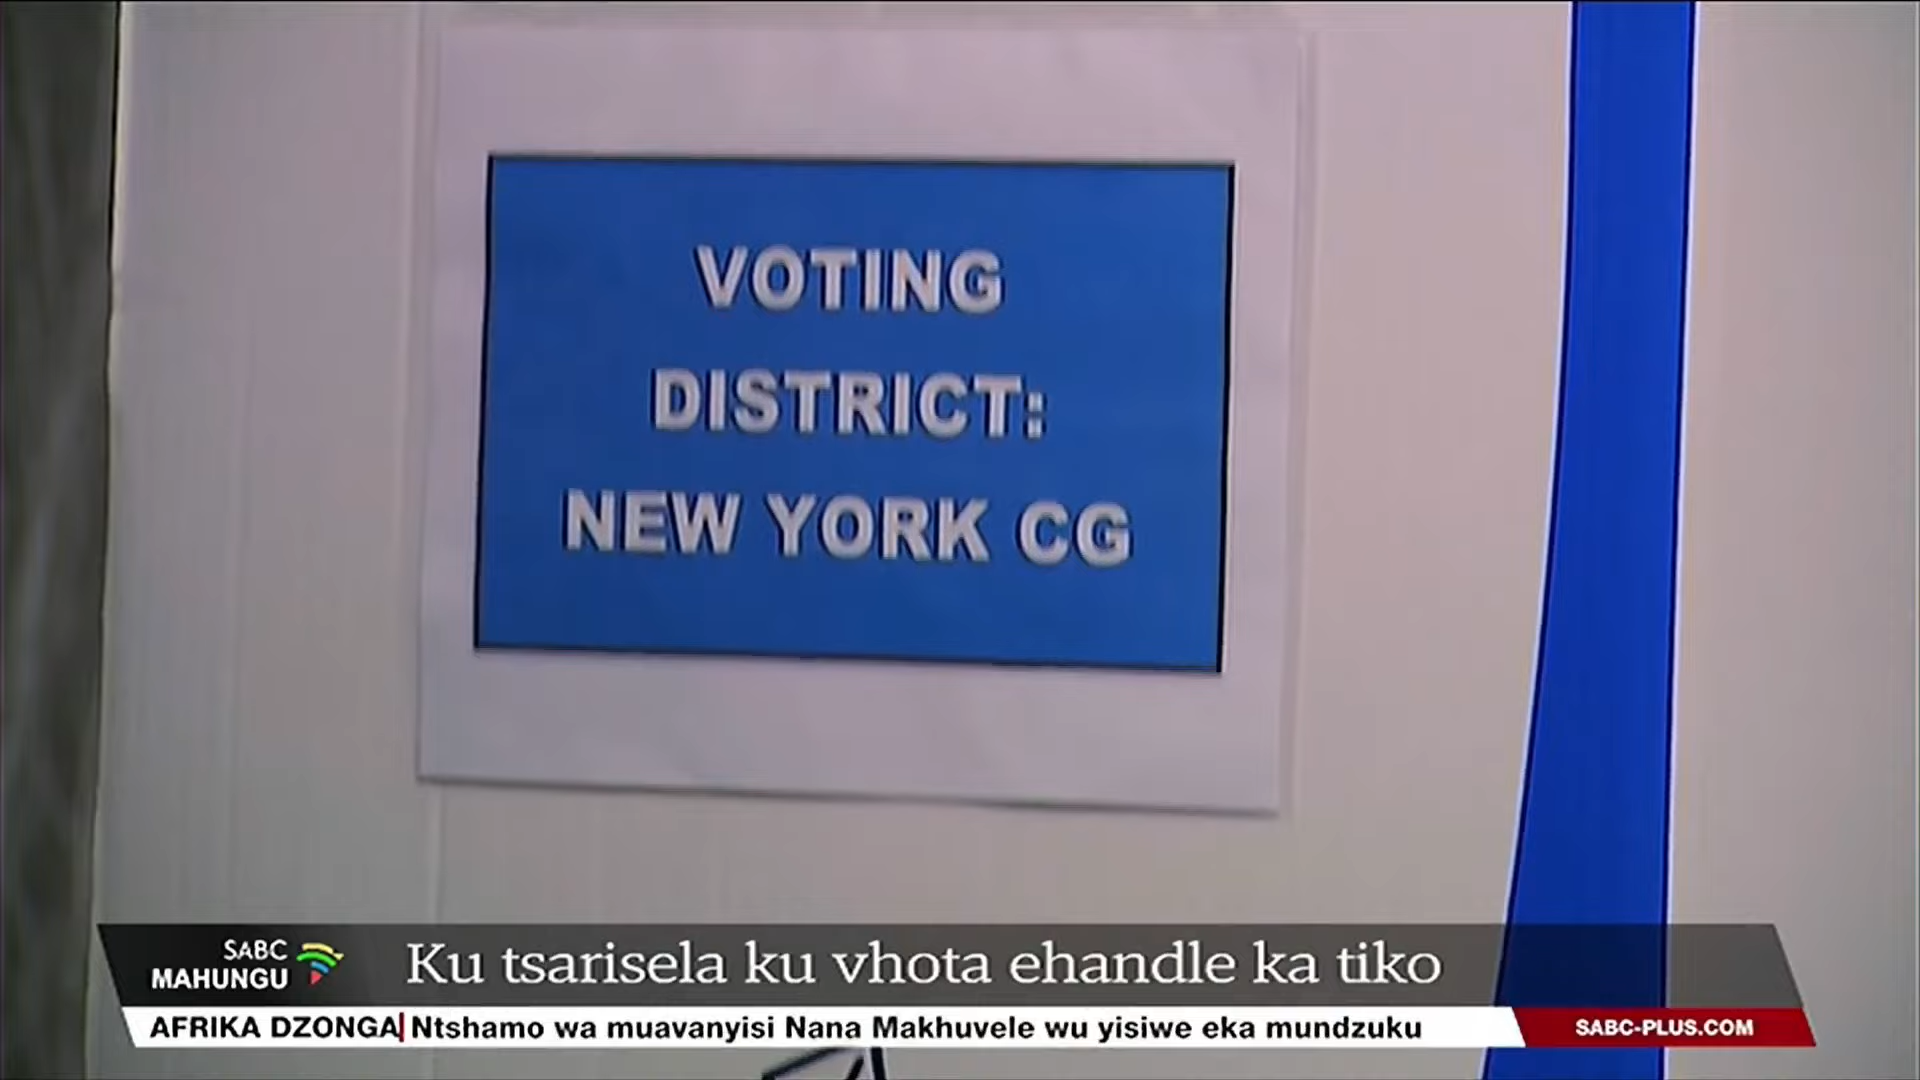 VOTING
DISTRICT:
NEW YORK CG
SABC
MAHUNGU
Ku tsarisela ku vhota ehandle ka tiko
AFRIKA DZONGA
Ntshamo wa muavanyisi Nana Makhuvele wu yisiwe eka mundzuku
SABC-PLUS.COM